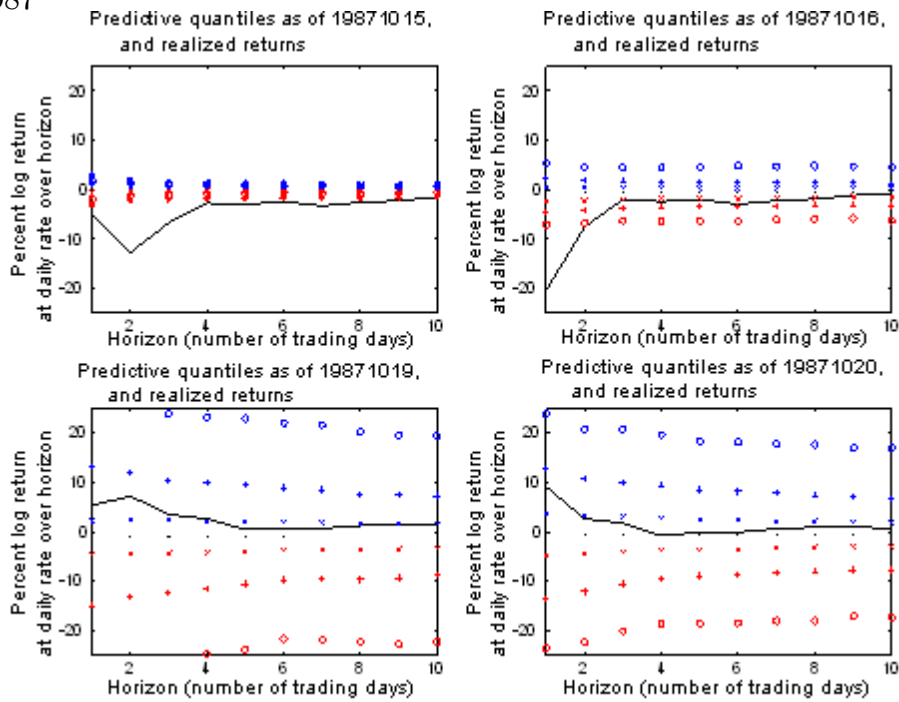 Predictive quantiles as of 19871015,
and realized returns
Percent log return
at daily rate over horizon
20
10
0
-10
-20
2 4 6 8 10
Horizon (number of trading days)
Predictive quantiles as of 19871016,
and realized returns
Percent log return
at daily rate over horizon
20
10
0
-10
-20
2 4 6 8 10
Horizon (number of trading days)
Predictive quantiles as of 19871019,
and realized returns
Percent log return
at daily rate over horizon
20
10
0
-10
-20
2 4 6 8 10
Horizon (number of trading days)
Predictive quantiles as of 19871020,
and realized returns
Percent log return
at daily rate over horizon
20
10
0
-10
-20
2 4 6 8 10
Horizon (number of trading days)